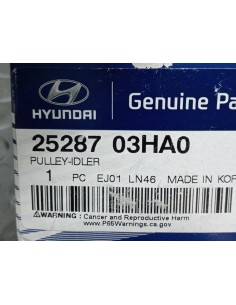 HYUNDAI
Genuine Pa
25287 03HA0
PULLEY-IDLER
1 PC EJ01 LN46 MADE IN KOR
⚠WARNING : Cancer and Reproductive Harm
www.P65Warnings.ca.gov